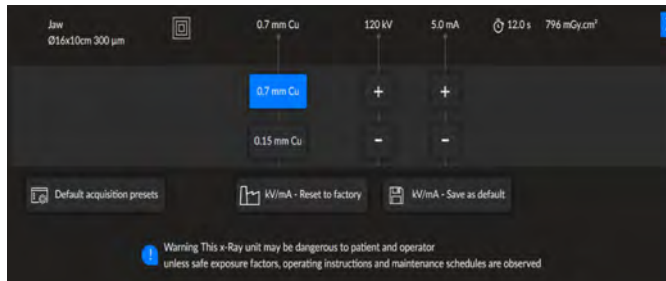 Jaw
Ø16x10cm 300 µm
0.7 mm Cu
120 kV
5.0 mA
12.0 s
796 mGy.cm²
0.7 mm Cu
+
+
0.15 mm Cu
-
-
Default acquisition presets
kV/mA - Reset to factory
kV/mA - Save as default
! Warning This x-Ray unit may be dangerous to patient and operator
unless safe exposure factors, operating instructions and maintenance schedules are observed